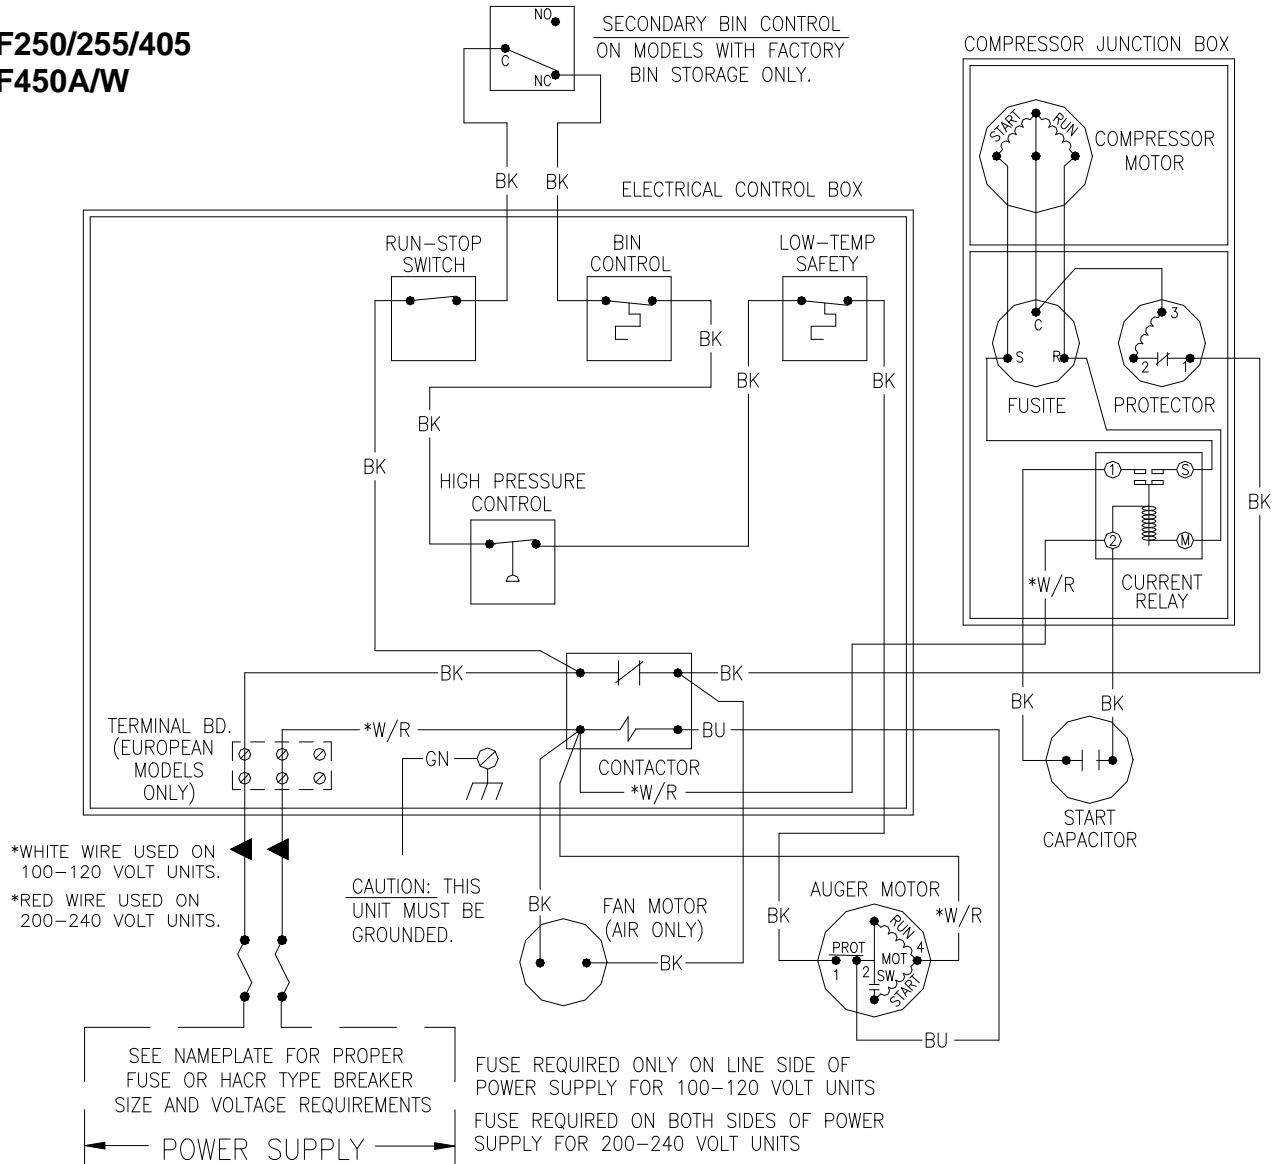 F250/255/405
F450A/W
NO
C
NC
SECONDARY BIN CONTROL
ON MODELS WITH FACTORY
BIN STORAGE ONLY.
BK
BK
COMPRESSOR JUNCTION BOX
START
RUN
COMPRESSOR
MOTOR
ELECTRICAL CONTROL BOX
RUN-STOP
SWITCH
BIN
CONTROL
LOW-TEMP
SAFETY
BK
BK
BK
BK
BK
HIGH PRESSURE
CONTROL
C
S
R
FUSITE
3
2
1
PROTECTOR
1
S
2
M
*W/R
CURRENT
RELAY
BK
BK
BK
TERMINAL BD.
(EUROPEAN
MODELS
ONLY)
*W/R
BU
GN
CONTACTOR
*W/R
BK
BK
START
CAPACITOR
*WHITE WIRE USED ON
100-120 VOLT UNITS.
*RED WIRE USED ON
200-240 VOLT UNITS.
CAUTION: THIS
UNIT MUST BE
GROUNDED.
BK
FAN MOTOR
(AIR ONLY)
BK
AUGER MOTOR
BK
*W/R
PROT
1
2
RUN
MOT
4
SW
START
BU
SEE NAMEPLATE FOR PROPER
FUSE OR HACR TYPE BREAKER
SIZE AND VOLTAGE REQUIREMENTS
POWER SUPPLY
FUSE REQUIRED ONLY ON LINE SIDE OF
POWER SUPPLY FOR 100-120 VOLT UNITS
FUSE REQUIRED ON BOTH SIDES OF POWER
SUPPLY FOR 200-240 VOLT UNITS